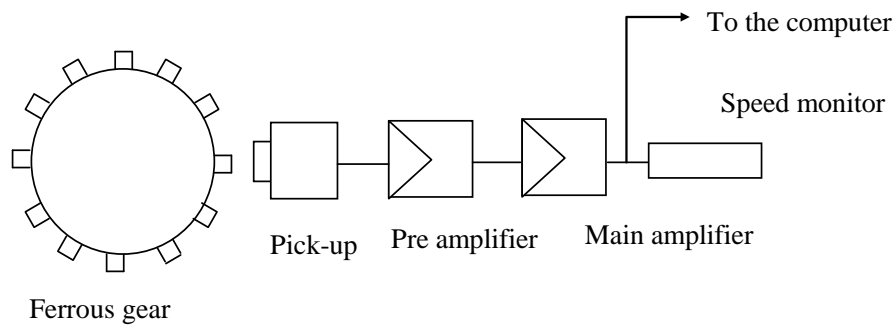 To the computer
Speed monitor
Pick-up
Pre amplifier
Main amplifier
Ferrous gear